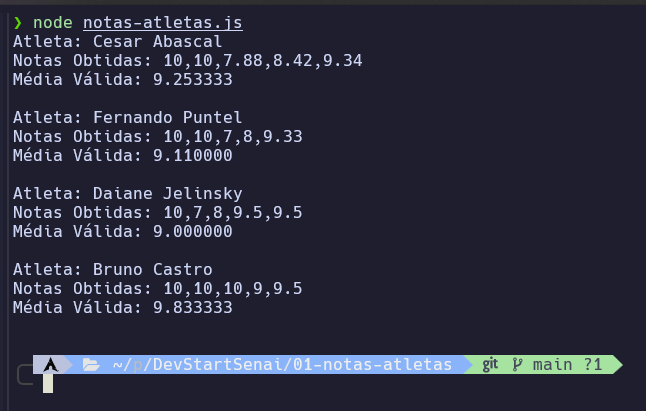 ❯ node notas-atletas.js
Atleta: Cesar Abascal
Notas Obtidas: 10,10,7.88,8.42,9.34
Média Válida: 9.253333
Atleta: Fernando Puntel
Notas Obtidas: 10,10,7,8,9.33
Média Válida: 9.110000
Atleta: Daiane Jelinsky
Notas Obtidas: 10,7,8,9.5,9.5
Média Válida: 9.000000
Atleta: Bruno Castro
Notas Obtidas: 10,10,10,9,9.5
Média Válida: 9.833333
~/p/DevStartSenai/01-notas-atletas git main ?1